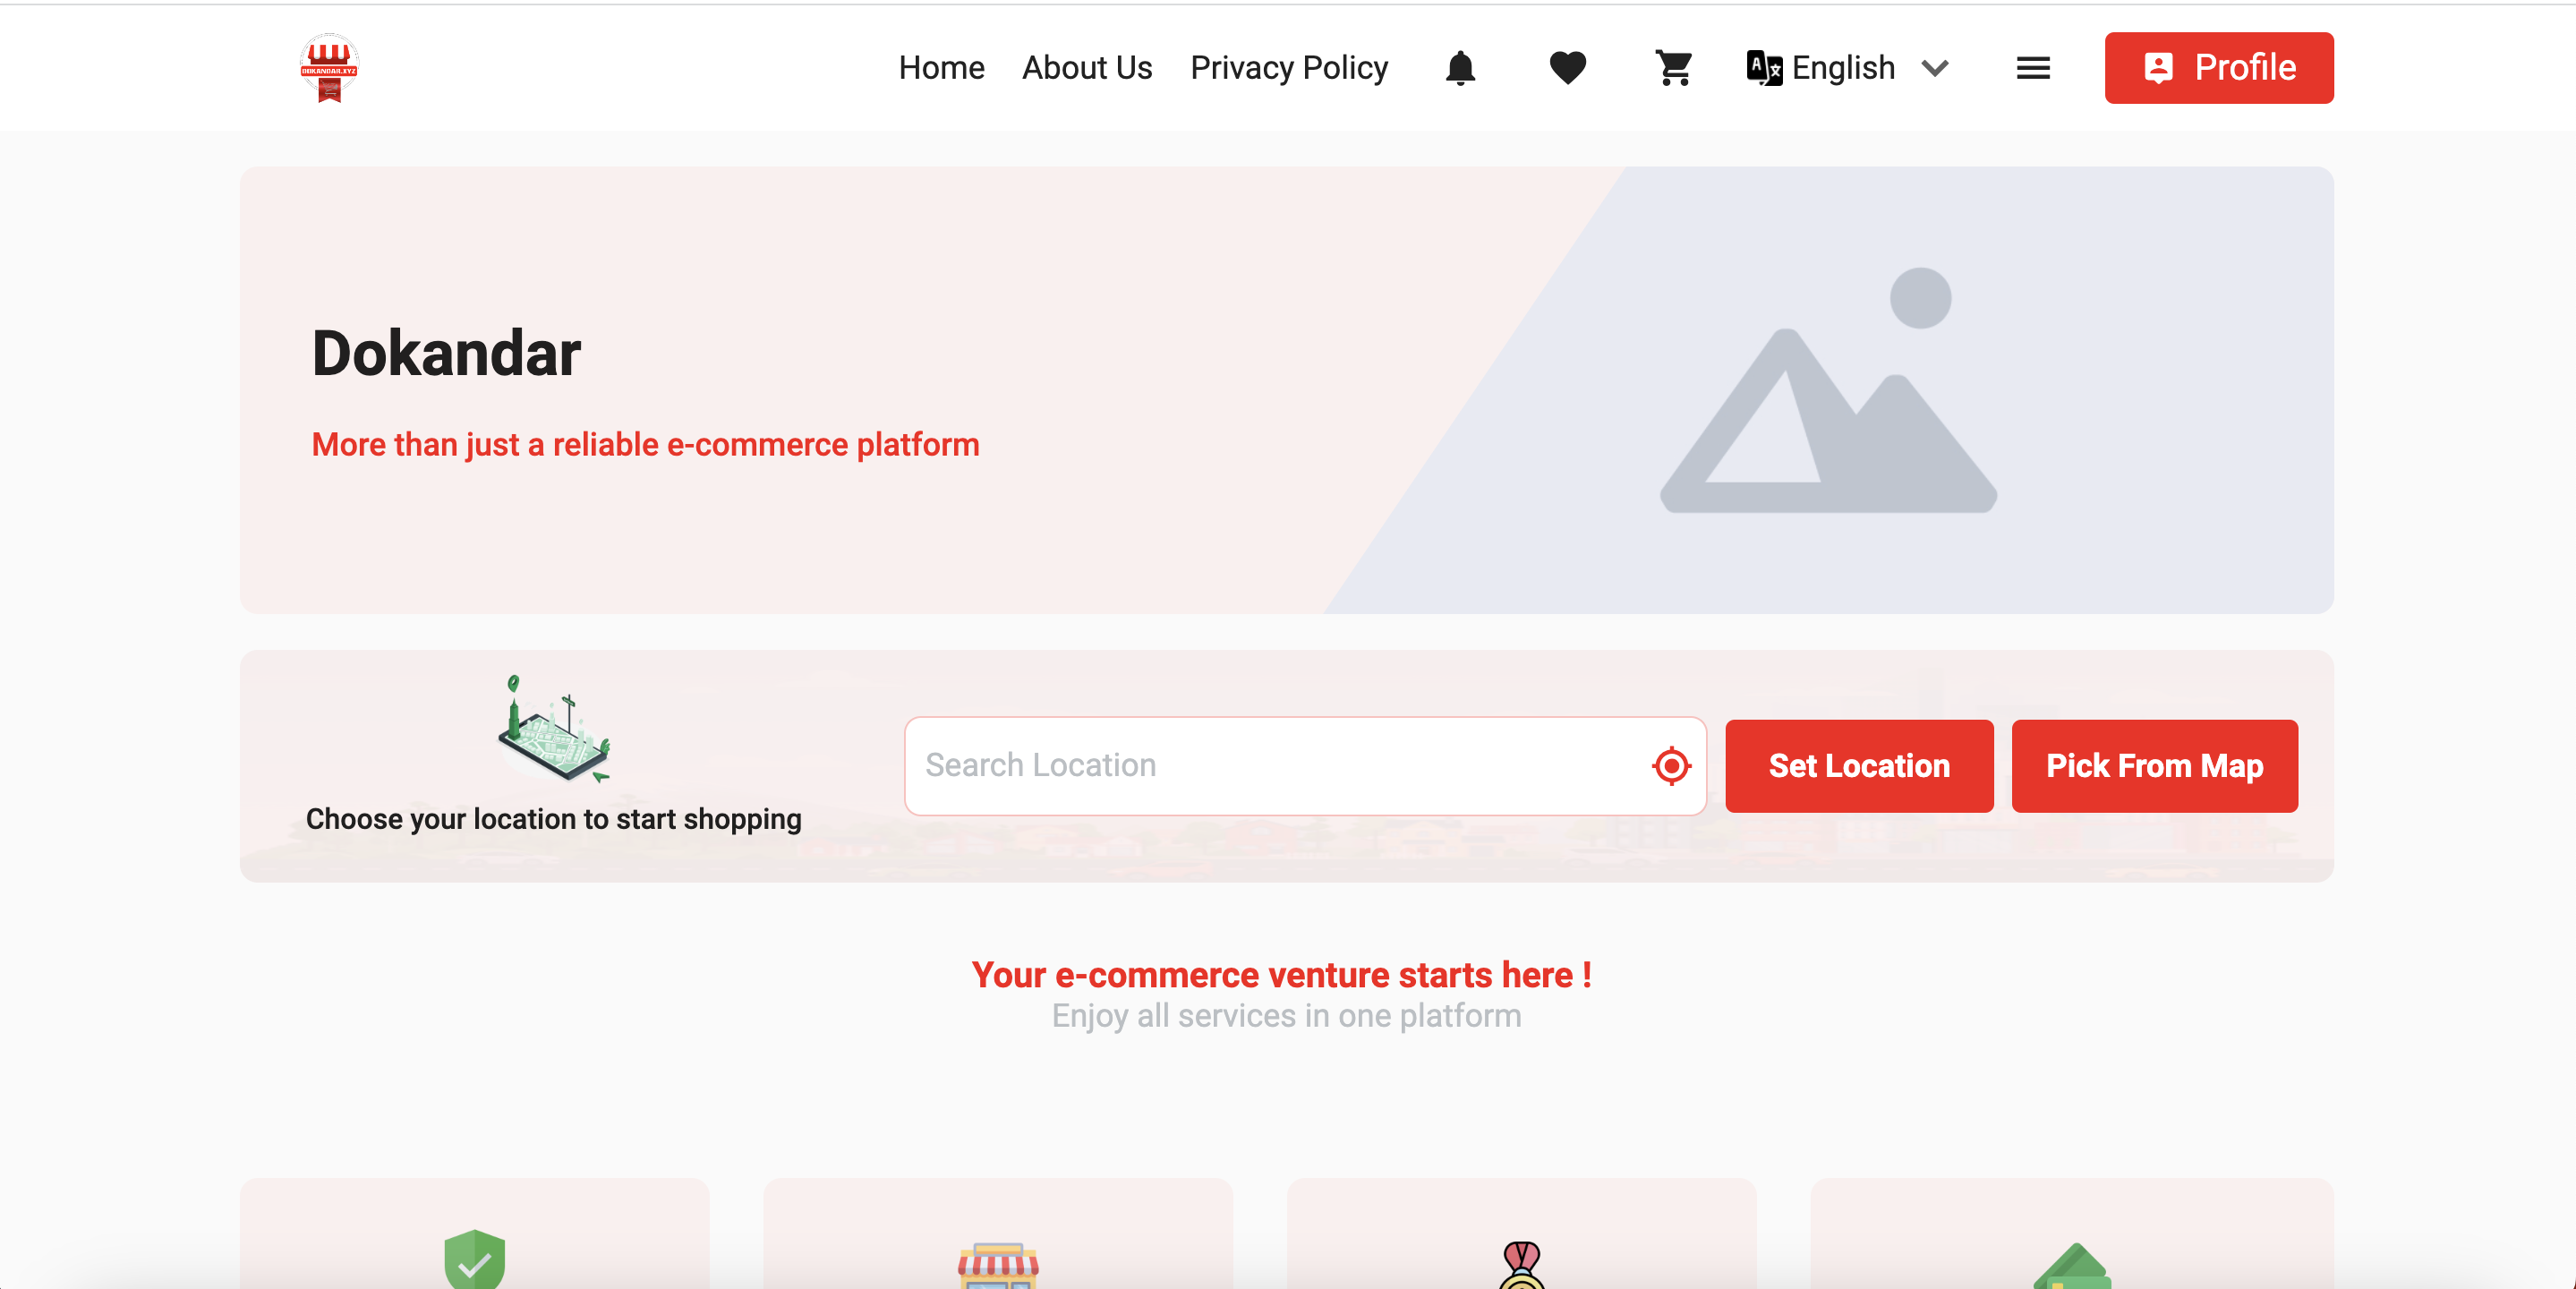 DOKANDAR.XYZ
Home About Us Privacy Policy English Profile
Dokandar
More than just a reliable e-commerce platform
Search Location Set Location Pick From Map
Choose your location to start shopping
Your e-commerce venture starts here !
Enjoy all services in one platform